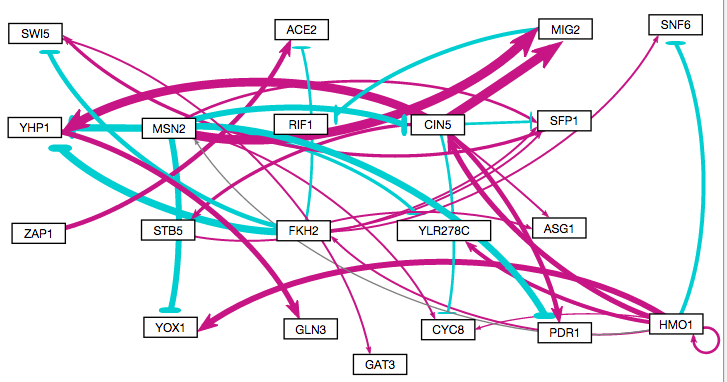 SWI5
ACE2
MIG2
SNF6
YHP1
MSN2
RIF1
CIN5
SFP1
ZAP1
STB5
FKH2
YLR278C
ASG1
YOX1
GLN3
CYC8
PDR1
HMO1
GAT3